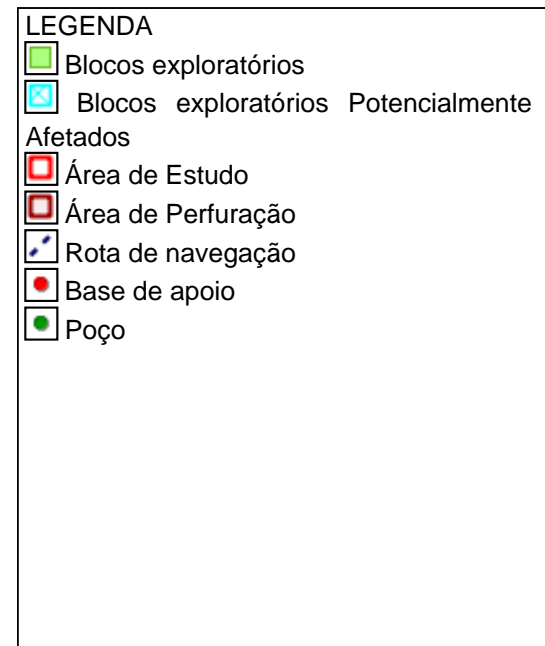 LEGENDA
Blocos exploratórios
Blocos exploratórios Potencialmente
Afetados
Área de Estudo
Área de Perfuração
Rota de navegação
Base de apoio
Poço